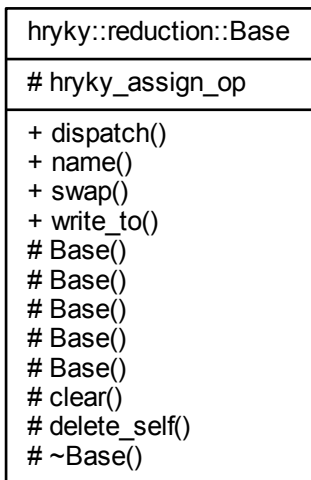 hryky::reduction::Base
# hryky_assign_op
+ dispatch()
+ name()
+ swap()
+ write_to()
# Base()
# Base()
# Base()
# Base()
# Base()
# clear()
# delete_self()
# ~Base()